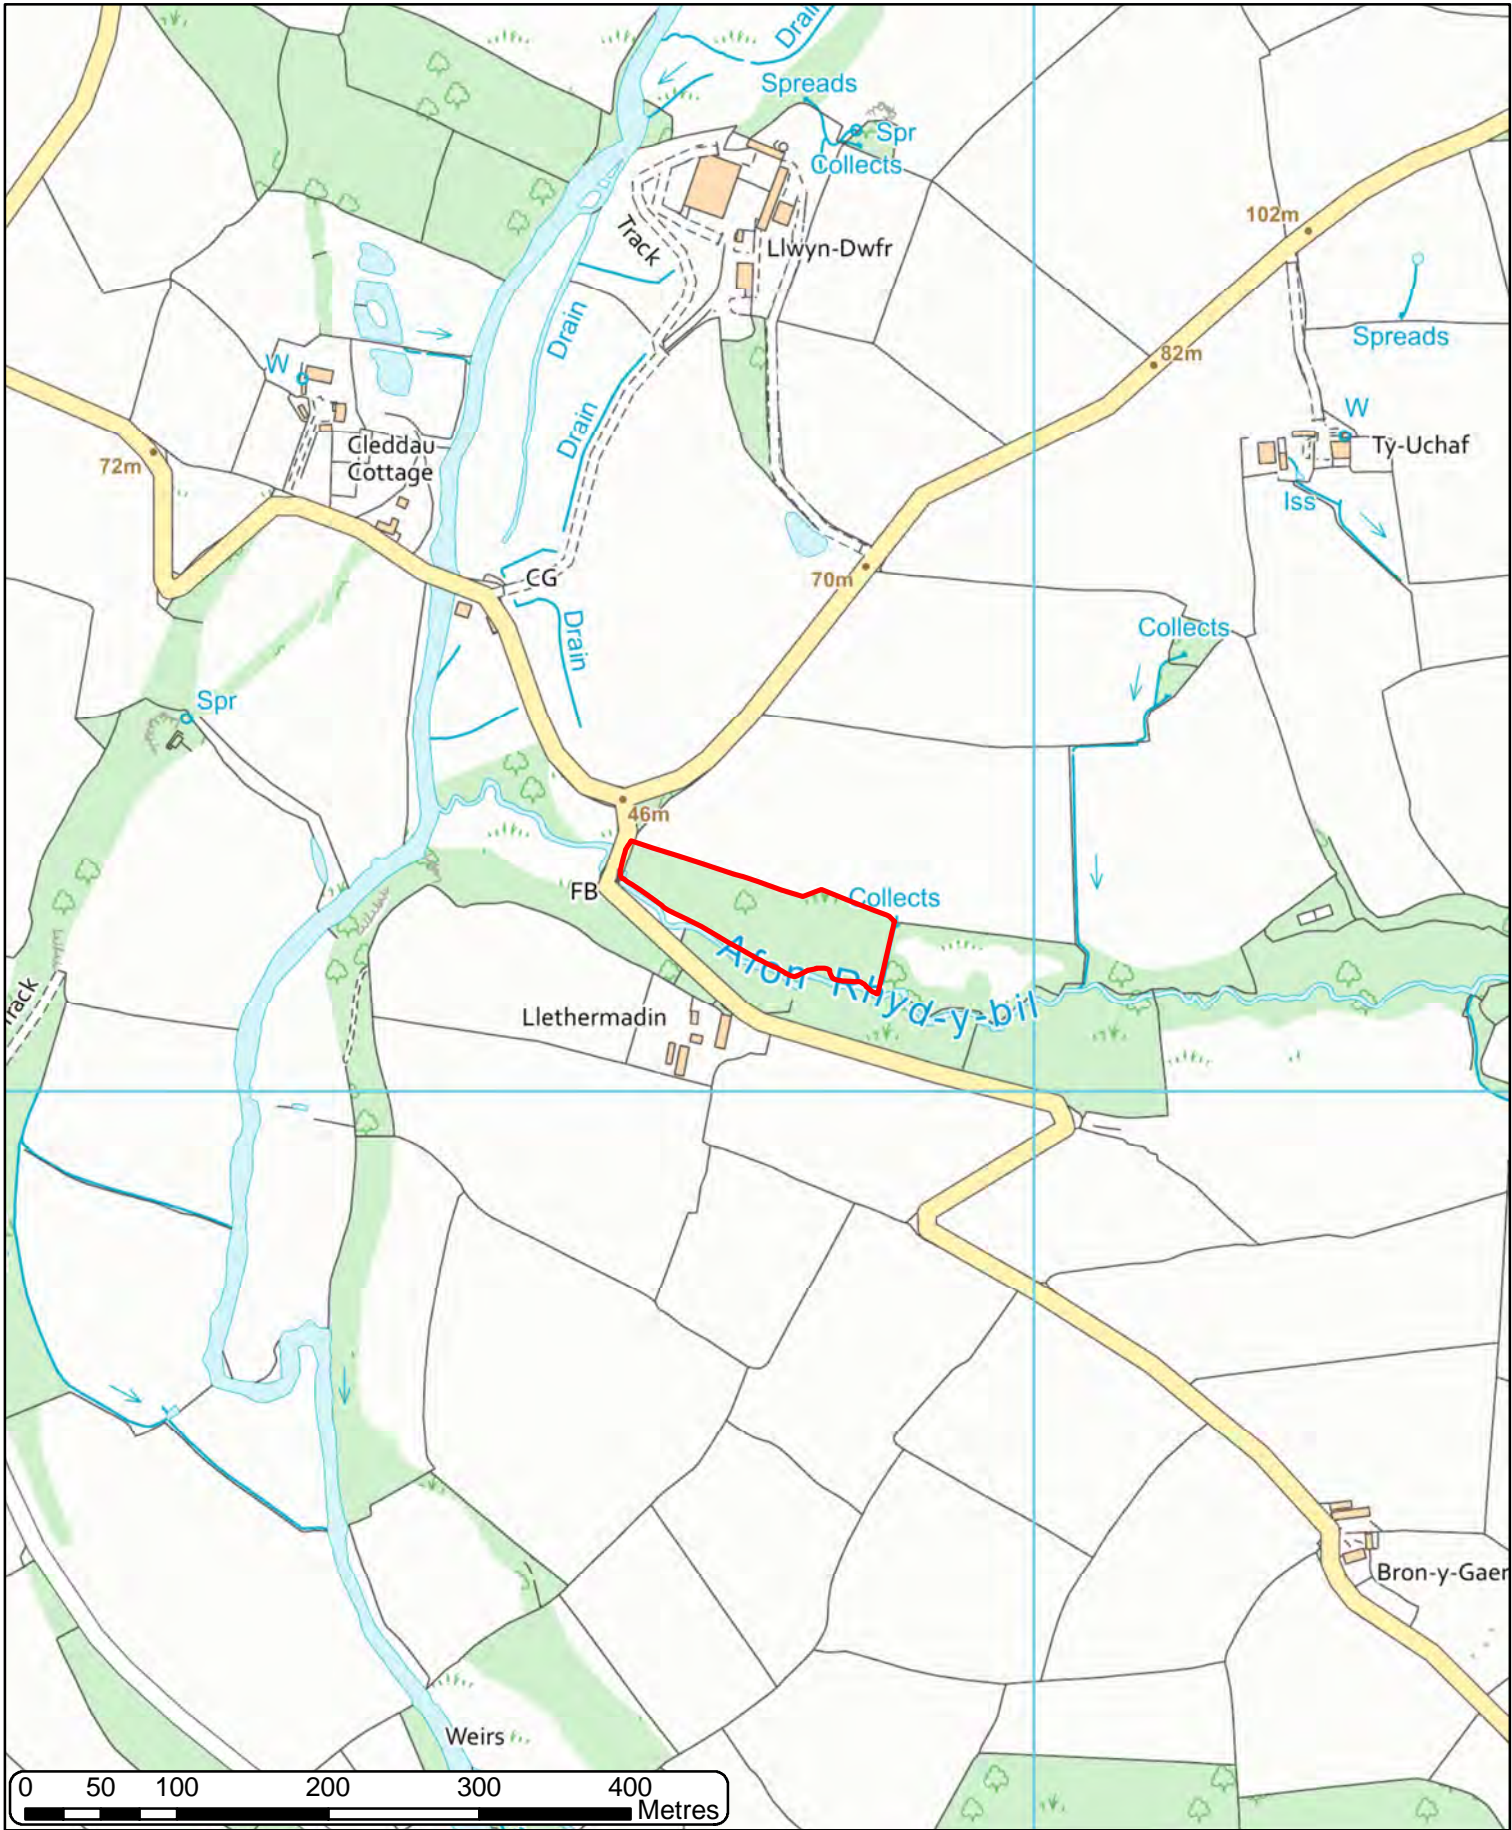 Drain
Spreads
Spr
Collects
Track
Llwyn-Dwfr
102m
Drain
Spreads
82m
W
Drain
W
Cleddau
Cottage
72m
Tŷ-Uchaf
Iss
CG
70m
Drain
Collects
Spr
46m
FB
Collects
Afon Rhyd-y-bil
Track
Llethermadin
Bron-y-Gaer
Weirs
0 50 100 200 300 400
Metres